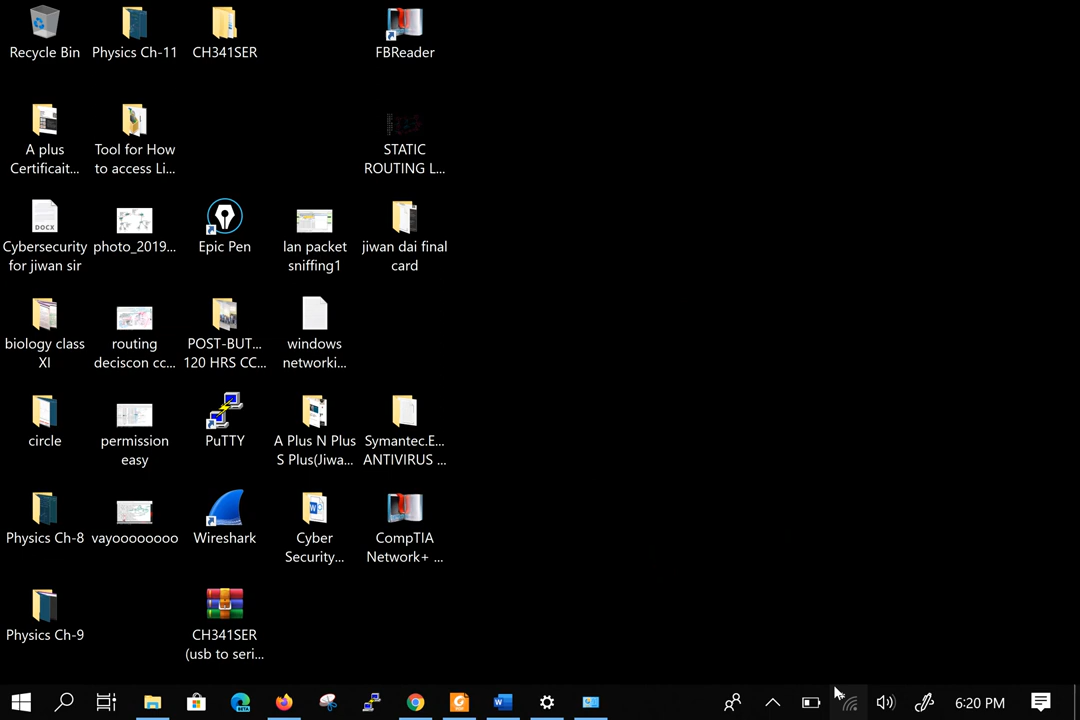 Recycle Bin
Physics Ch-11
CH341SER
FBReader
A plus
Certificait...
Tool for How
to access Li...
STATIC
ROUTING L...
Cybersecurity
for jiwan sir
photo_2019...
Epic Pen
lan packet
sniffing1
jiwan dai final
card
biology class
XI
routing
deciscon cc...
POST-BUT...
120 HRS CC...
windows
networki...
circle
permission
easy
PuTTY
A Plus N Plus
S Plus(Jiwa...
Symantec.E...
ANTIVIRUS ...
Physics Ch-8
vayoooooooo
Wireshark
Cyber
Security...
CompTIA
Network+ ...
Physics Ch-9
CH341SER
(usb to seri...
6:20 PM